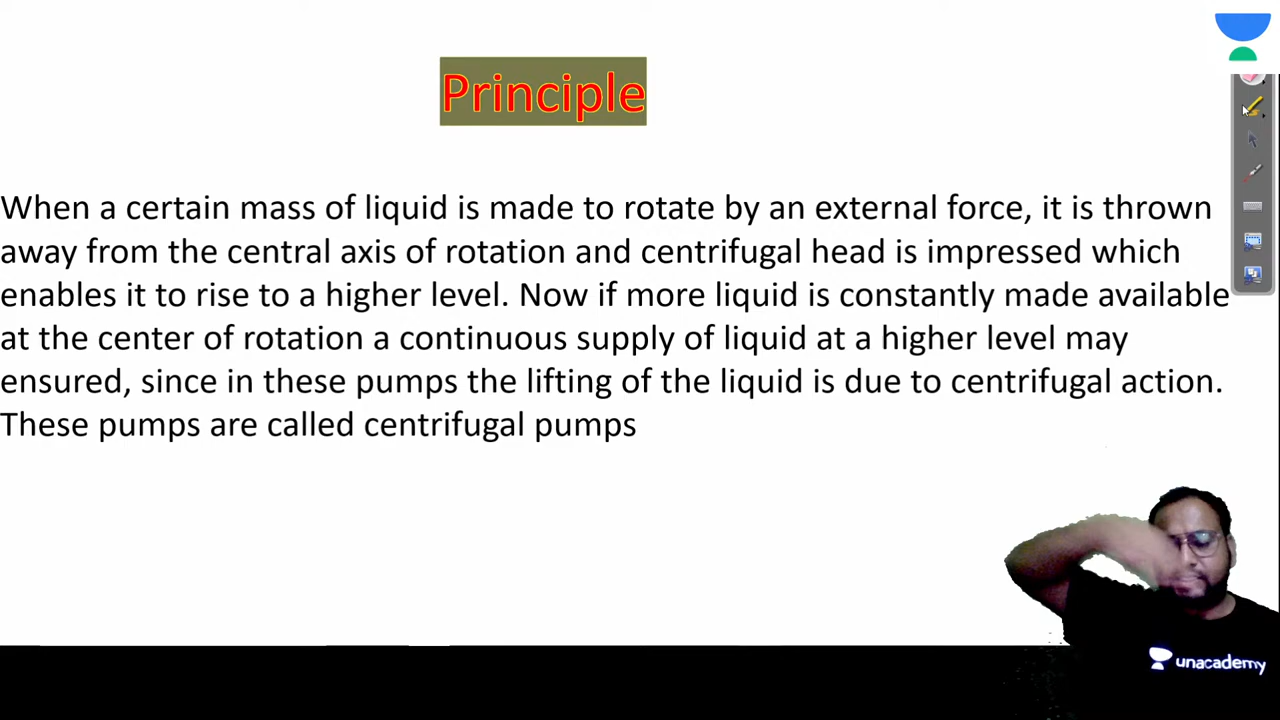 Principle
When a certain mass of liquid is made to rotate by an external force, it is thrown
away from the central axis of rotation and centrifugal head is impressed which
enables it to rise to a higher level. Now if more liquid is constantly made available
at the center of rotation a continuous supply of liquid at a higher level may
ensured, since in these pumps the lifting of the liquid is due to centrifugal action.
These pumps are called centrifugal pumps
unacademy